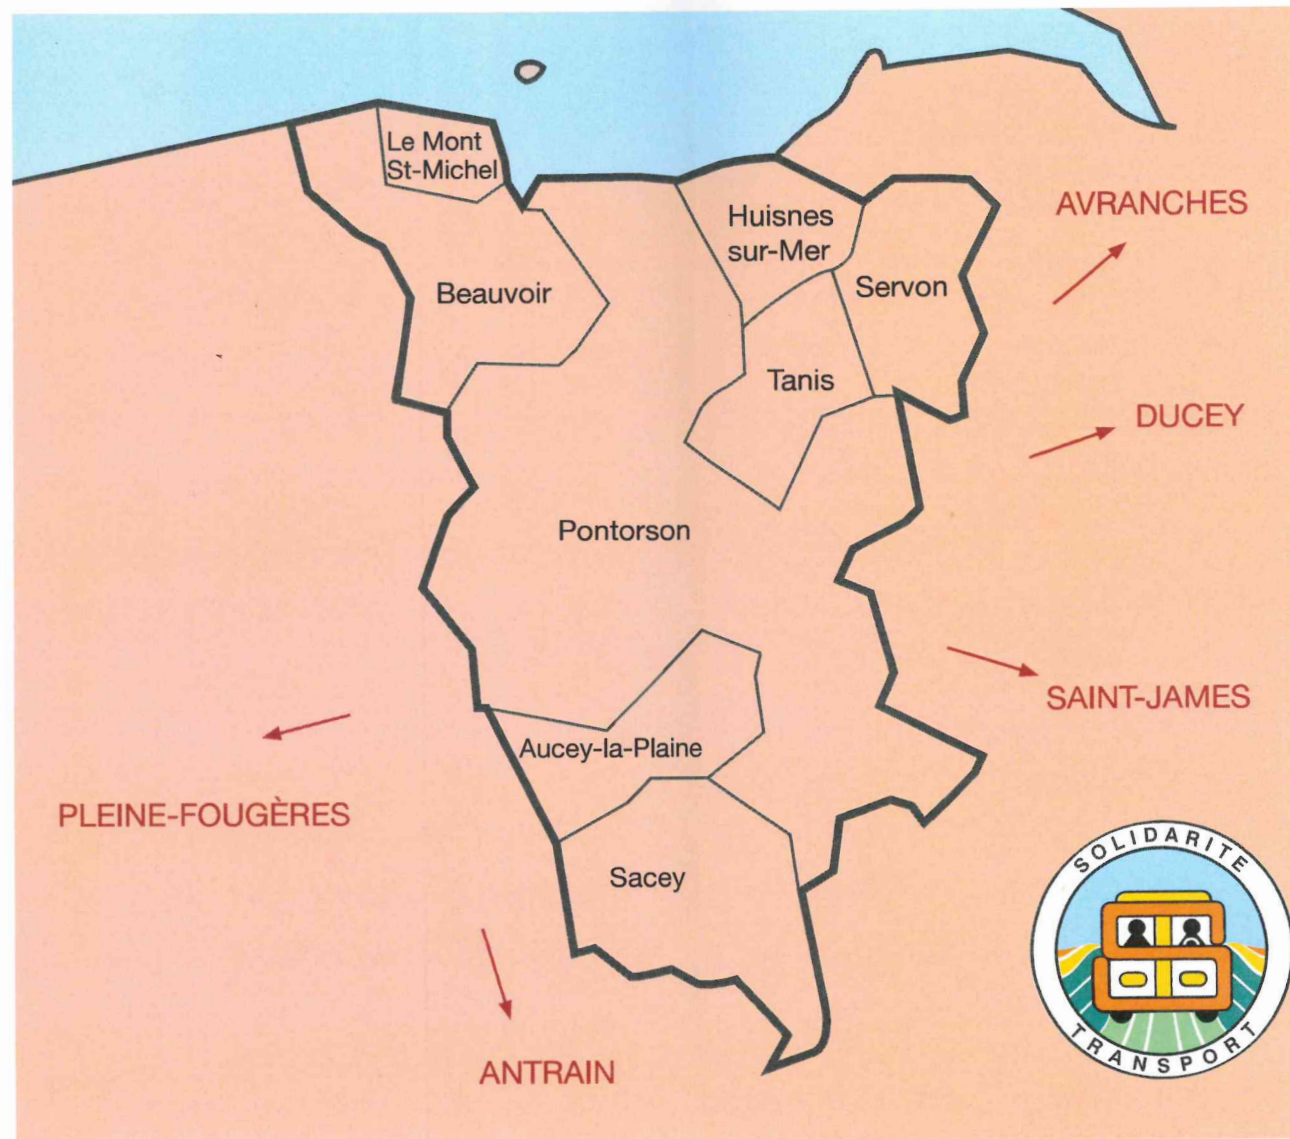 Le Mont
St-Michel
Huisnes
sur-Mer
AVRANCHES
Servon
Beauvoir
Tanis
DUCEY
Pontorson
SAINT-JAMES
Aucey-la-Plaine
PLEINE-FOUGÈRES
Sacey
SOLIDARITE
TRANSPORT
ANTRAIN